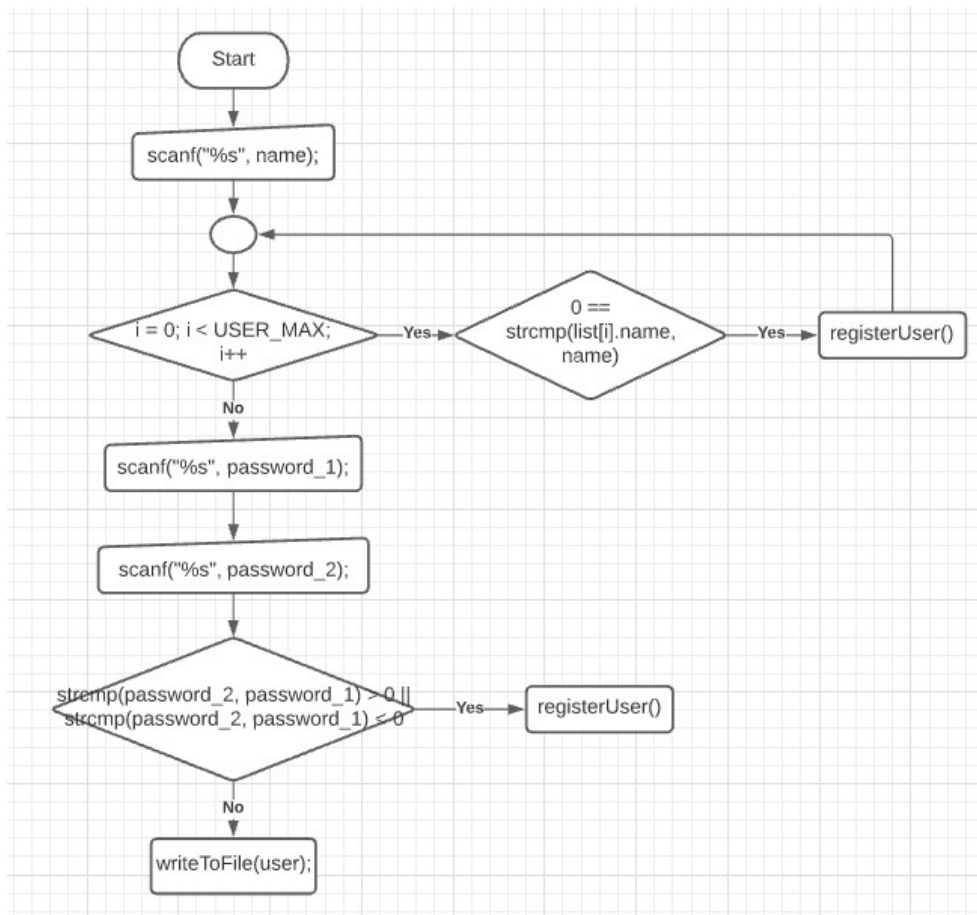 Start
scanf("%s", name);
i = 0; i < USER_MAX;
i++
Yes
0 ==
strcmp(list[i].name,
name)
Yes
registerUser()
No
scanf("%s", password_1);
scanf("%s", password_2);
strcmp(password_2, password_1) > 0 ||
strcmp(password_2, password_1) < 0
Yes
registerUser()
No
writeToFile(user);